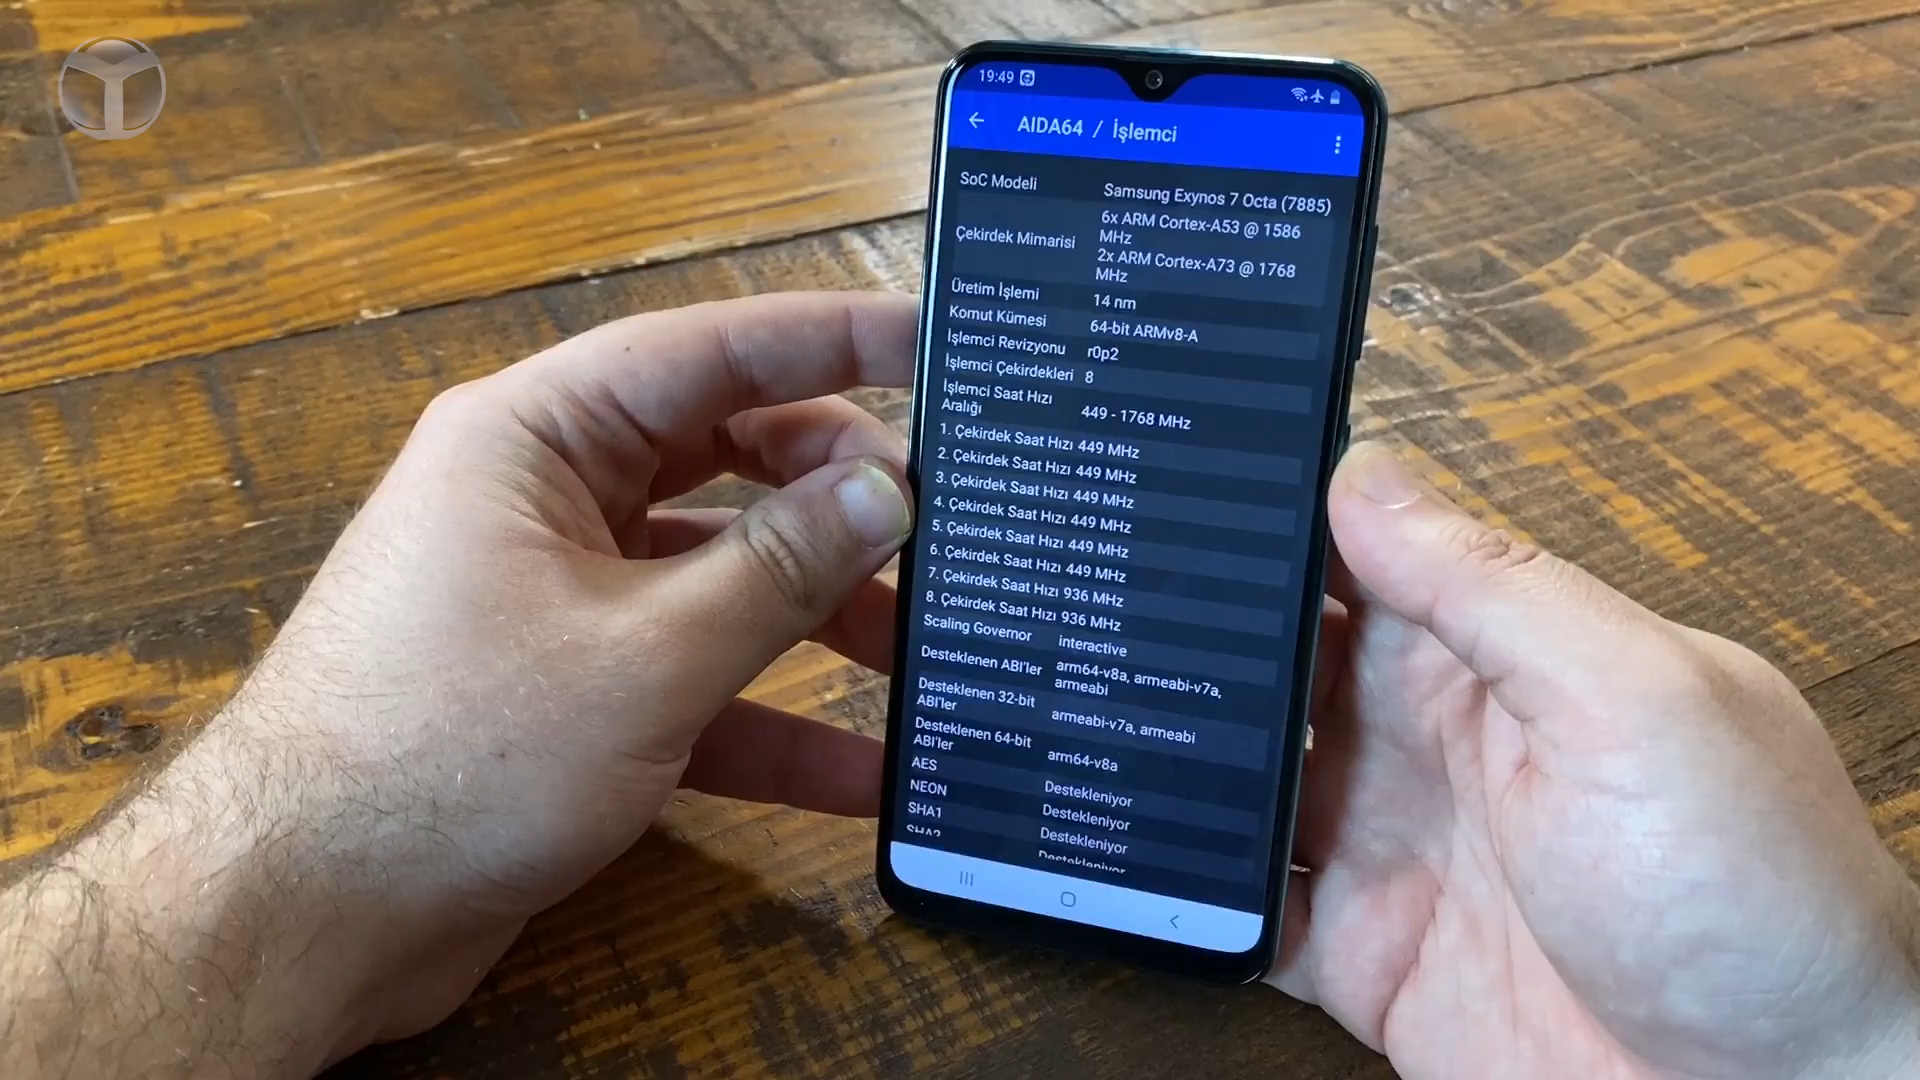 19:49
AIDA64 / İşlemci
SoC Modeli Samsung Exynos 7 Octa (7885)
Çekirdek Mimarisi 6x ARM Cortex-A53 @ 1586
MHz
2x ARM Cortex-A73 @ 1768
MHz
Üretim İşlemi 14 nm
Komut Kümesi 64-bit ARMv8-A
İşlemci Revizyonu r0p2
İşlemci Çekirdekleri 8
İşlemci Saat Hızı
Aralığı 449 - 1768 MHz
1. Çekirdek Saat Hızı 449 MHz
2. Çekirdek Saat Hızı 449 MHz
3. Çekirdek Saat Hızı 449 MHz
4. Çekirdek Saat Hızı 449 MHz
5. Çekirdek Saat Hızı 449 MHz
6. Çekirdek Saat Hızı 449 MHz
7. Çekirdek Saat Hızı 936 MHz
8. Çekirdek Saat Hızı 936 MHz
Scaling Governor interactive
Desteklenen ABI'ler arm64-v8a, armeabi-v7a,
armeabi
Desteklenen 32-bit
ABI'ler armeabi-v7a, armeabi
Desteklenen 64-bit
ABI'ler arm64-v8a
AES Destekleniyor
NEON Destekleniyor
SHA1 Destekleniyor
SHA2 Destekleniyor